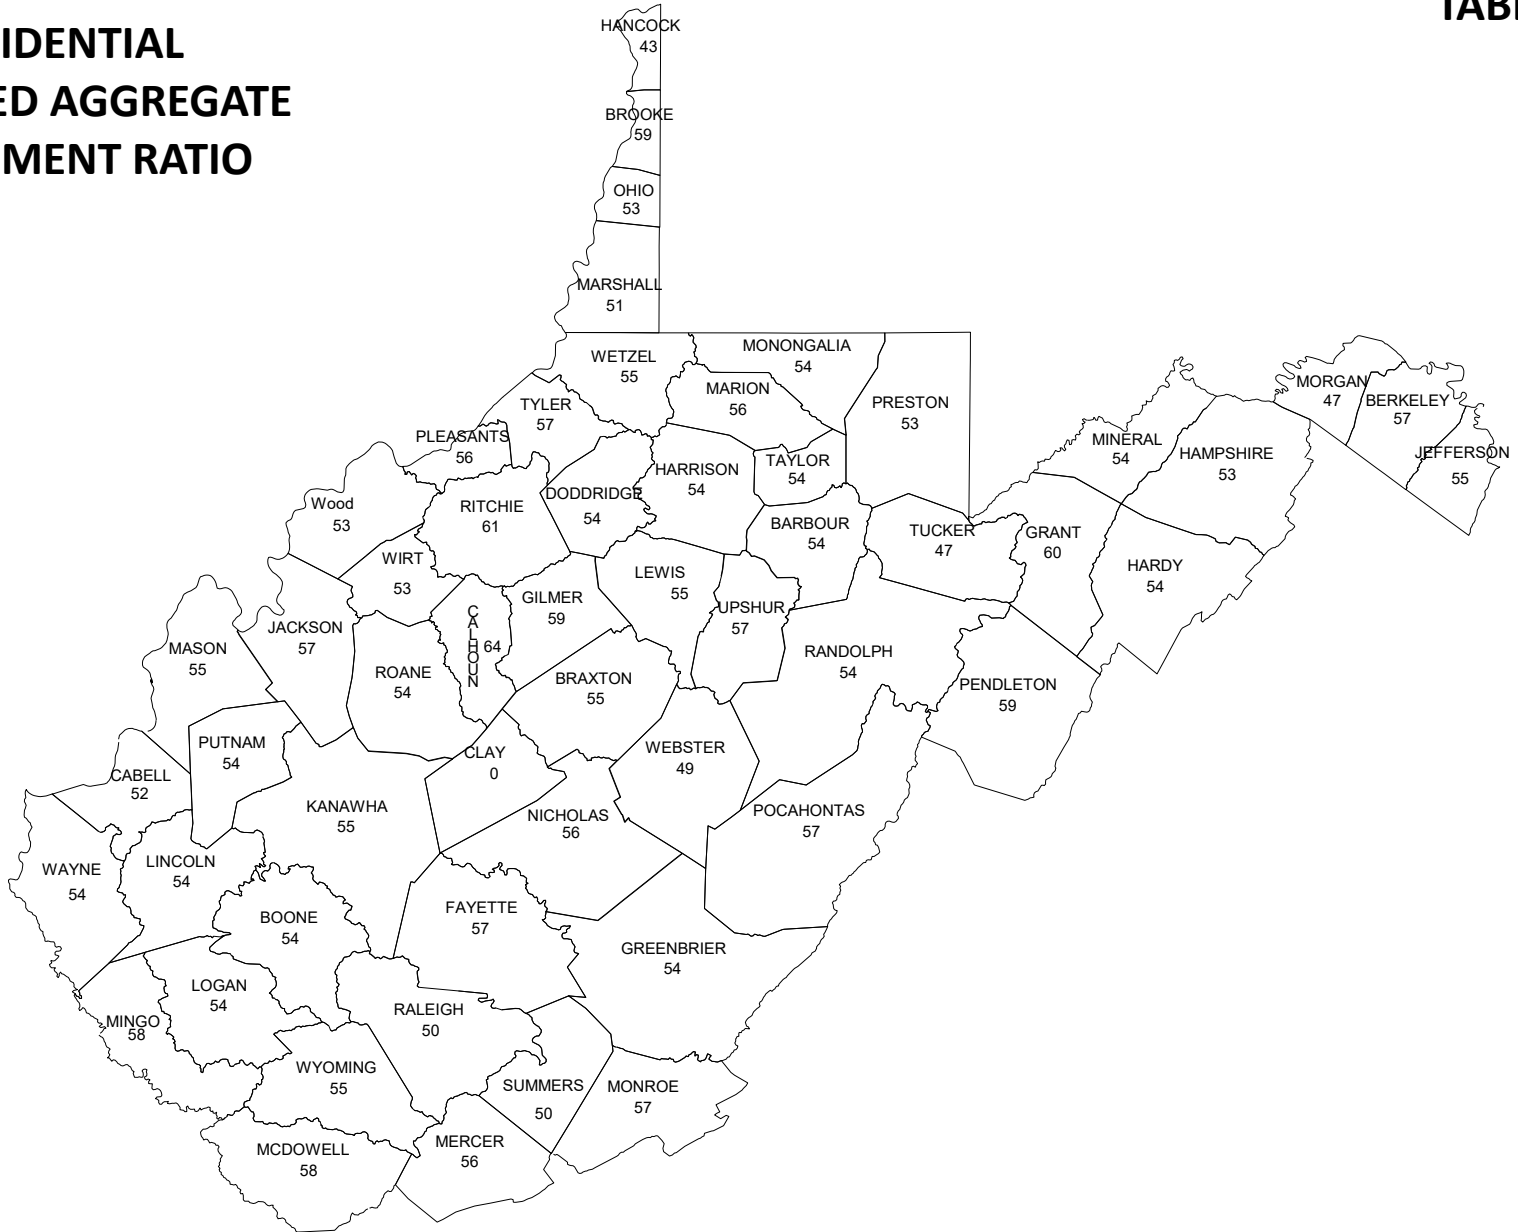 IDENTIAL
ED AGGREGATE
MENT RATIO
TABL
HANCOCK
43
BROOKE
59
OHIO
53
MARSHALL
51
WETZEL
55
MONONGALIA
54
MARION
56
PRESTON
53
TYLER
57
PLEASANTS
56
MORGAN
47
BERKELEY
57
JEFFERSON
55
MINERAL
54
HAMPSHIRE
53
HARRISON
54
TAYLOR
54
DODDRIDGE
54
RITCHIE
61
Wood
53
BARBOUR
54
TUCKER
47
GRANT
60
HARDY
54
WIRT
53
LEWIS
55
GILMER
59
UPSHUR
57
CALHOUN
64
JACKSON
57
MASON
55
ROANE
54
BRAXTON
55
RANDOLPH
54
PENDLETON
59
PUTNAM
54
CLAY
0
WEBSTER
49
CABELL
52
KANAWHA
55
NICHOLAS
56
POCAHONTAS
57
WAYNE
54
LINCOLN
54
BOONE
54
FAYETTE
57
GREENBRIER
54
LOGAN
54
MINGO
58
RALEIGH
50
WYOMING
55
SUMMERS
50
MONROE
57
MCDOWELL
58
MERCER
56